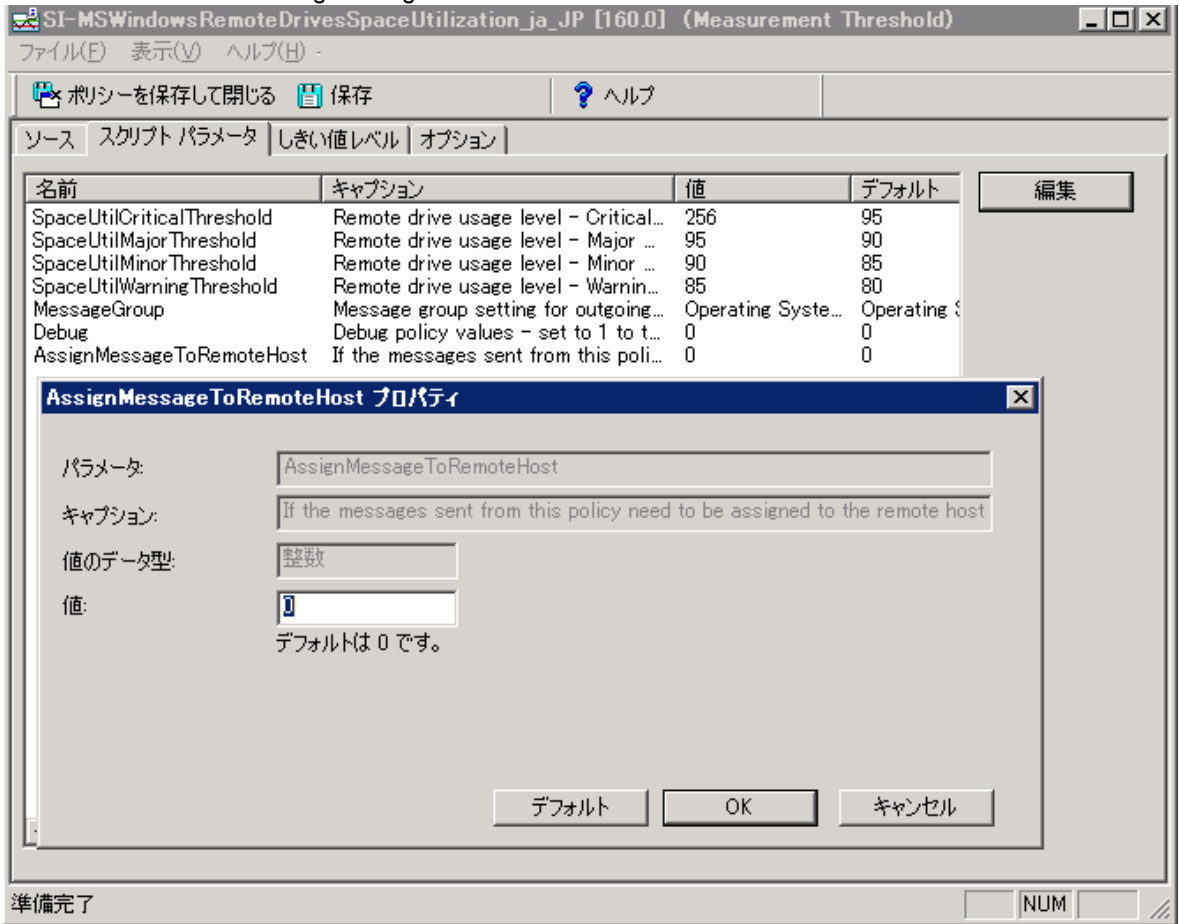 SI-MSWindowsRemoteDrivesSpaceUtilization_ja_JP [160.0] (Measurement Threshold)
ファイル(F) 表示(V) ヘルプ(H)
ポリシーを保存して閉じる 保存 ヘルプ
ソース スクリプト パラメータ しきい値レベル オプション
名前 キャプション 値 デフォルト 編集
SpaceUtilCriticalThreshold Remote drive usage level - Critical... 256 95
SpaceUtilMajorThreshold Remote drive usage level - Major ... 95 90
SpaceUtilMinorThreshold Remote drive usage level - Minor ... 90 85
SpaceUtilWarningThreshold Remote drive usage level - Warnin... 85 80
MessageGroup Message group setting for outgoing... Operating Syste... Operating
Debug Debug policy values - set to 1 to t... 0 0
AssignMessageToRemoteHost If the messages sent from this poli... 0 0
AssignMessageToRemoteHost プロパティ
パラメータ: AssignMessageToRemoteHost
キャプション: If the messages sent from this policy need to be assigned to the remote host
値のデータ型: 整数
値: 0
デフォルトは 0 です。
デフォルト OK キャンセル
準備完了 NUM